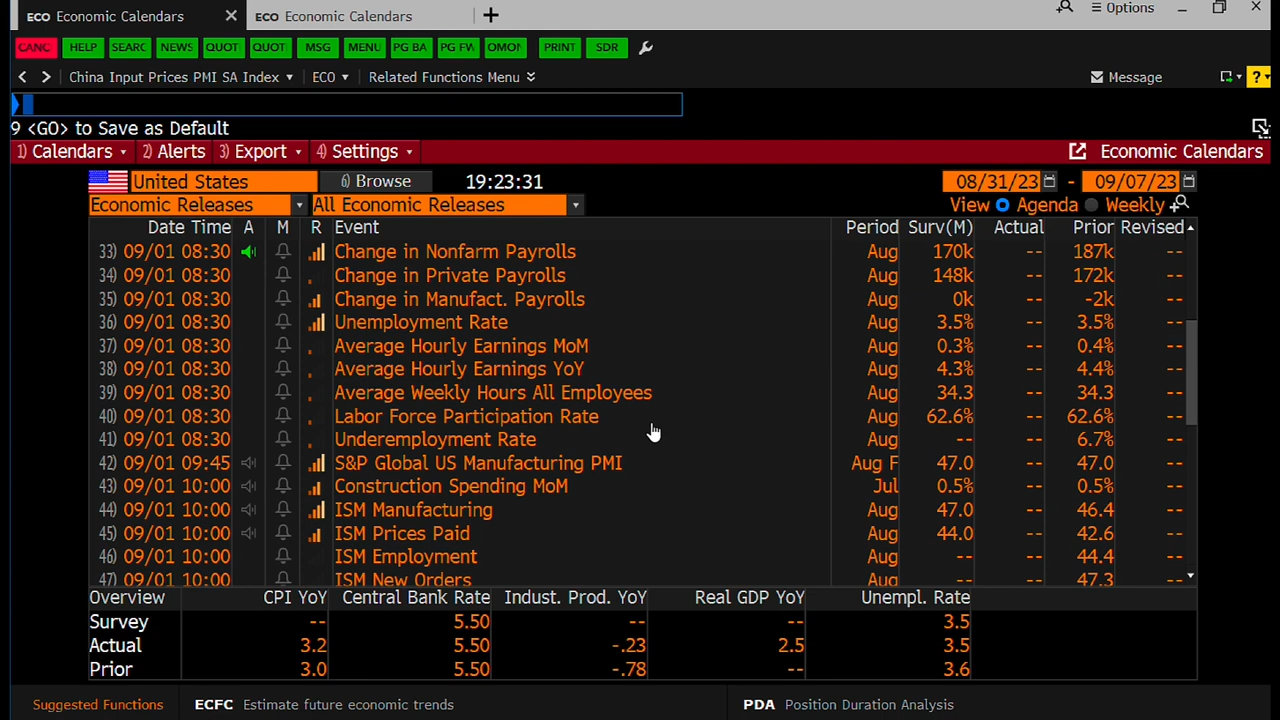 ECO Economic Calendars ECO Economic Calendars Options
CANC HELP SEARC NEWS QUOT QUOT MSG MENU PG BA PG FW OMON PRINT SDR
China Input Prices PMI SA Index ECO Related Functions Menu Message ?
9 <GO> to Save as Default
1) Calendars 2) Alerts 3) Export 4) Settings Economic Calendars
United States 6) Browse 19:23:31 08/31/23 - 09/07/23
Economic Releases All Economic Releases View Agenda Weekly
Date Time A M R Event Period Surv(M) Actual Prior Revised
33) 09/01 08:30 Change in Nonfarm Payrolls Aug 170k -- 187k --
34) 09/01 08:30 Change in Private Payrolls Aug 148k -- 172k --
35) 09/01 08:30 Change in Manufact. Payrolls Aug 0k -- -2k --
36) 09/01 08:30 Unemployment Rate Aug 3.5% -- 3.5% --
37) 09/01 08:30 Average Hourly Earnings MoM Aug 0.3% -- 0.4% --
38) 09/01 08:30 Average Hourly Earnings YoY Aug 4.3% -- 4.4% --
39) 09/01 08:30 Average Weekly Hours All Employees Aug 34.3 -- 34.3 --
40) 09/01 08:30 Labor Force Participation Rate Aug 62.6% -- 62.6% --
41) 09/01 08:30 Underemployment Rate Aug -- -- 6.7% --
42) 09/01 09:45 S&P Global US Manufacturing PMI Aug F 47.0 -- 47.0 --
43) 09/01 10:00 Construction Spending MoM Jul 0.5% -- 0.5% --
44) 09/01 10:00 ISM Manufacturing Aug 47.0 -- 46.4 --
45) 09/01 10:00 ISM Prices Paid Aug 44.0 -- 42.6 --
46) 09/01 10:00 ISM Employment Aug -- -- 44.4 --
47) 09/01 10:00 ISM New Orders Aug -- -- 47.3 --
Overview CPI YoY Central Bank Rate Indust. Prod. YoY Real GDP YoY Unempl. Rate
Survey -- 5.50 -- -- 3.5
Actual 3.2 5.50 -.23 2.5 3.5
Prior 3.0 5.50 -.78 -- 3.6
Suggested Functions ECFC Estimate future economic trends PDA Position Duration Analysis